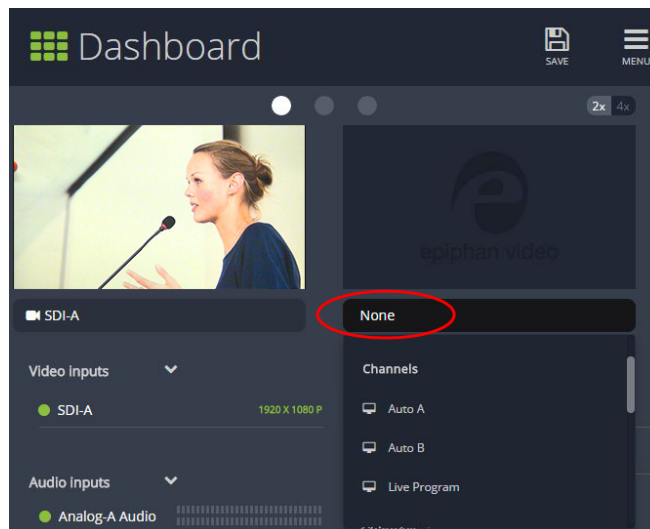 Dashboard
SAVE
MENU
2x 4x
epiphan video
SDI-A
None
Video inputs
SDI-A
1920 X 1080 P
Audio inputs
Analog-A Audio
Channels
Auto A
Auto B
Live Program